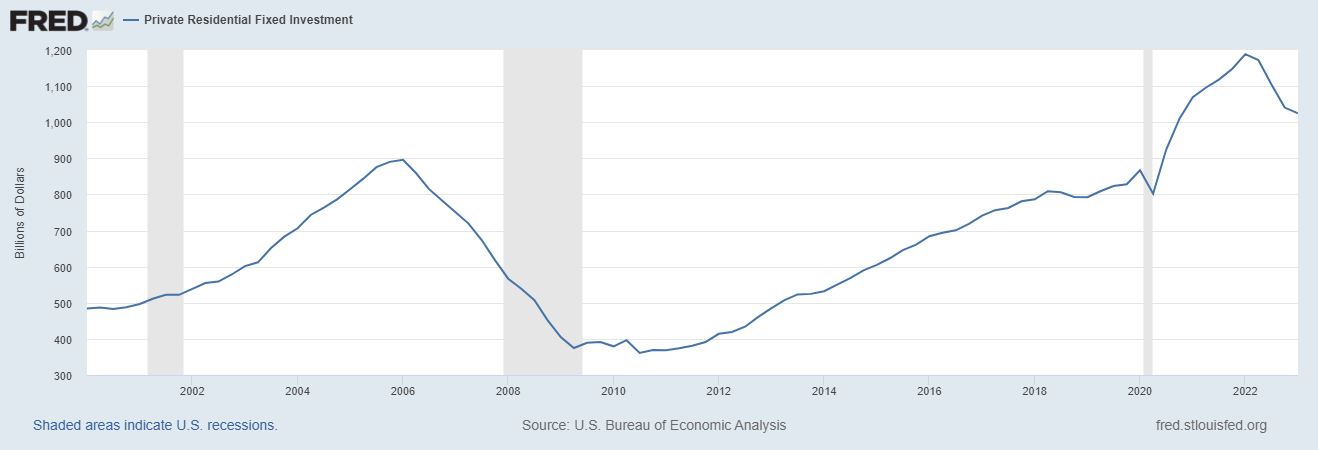 FRED
Private Residential Fixed Investment
Billions of Dollars
1,200
1,100
1,000
900
800
700
600
500
400
300
2002 2004 2006 2008 2010 2012 2014 2016 2018 2020 2022
Shaded areas indicate U.S. recessions. Source: U.S. Bureau of Economic Analysis fred.stlouisfed.org